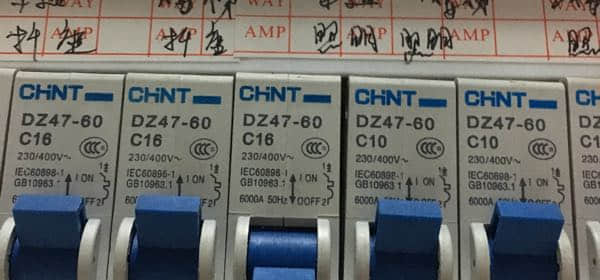 WAY WAY
插座 插座 照明 照明 照
AMP AMP AMP AMP
CHNT CHNT CHNT CHNT CHNT
DZ47-60 DZ47-60 DZ47-60 DZ47-60 DZ47-60
C16 C16 C16 C10 C10
230/400V~ 230/400V~ 230/400V~ 230/400V~ 230/400V~
IEC60898-1 IEC60898-1 IEC60898-1 IEC60898-1 IEC60898-1
GB10963.1 GB10963.1 GB10963.1 GB10963.1 GB10963.1
I ON I ON I ON I ON I ON
6000A 50Hz OFF